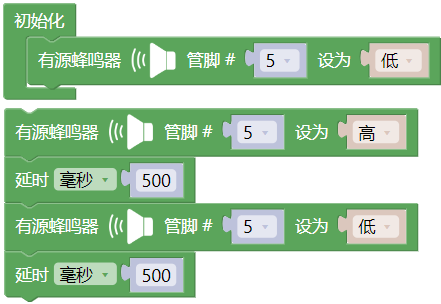 初始化
有源蜂鸣器 管脚 # 5 设为 低
有源蜂鸣器 管脚 # 5 设为 高
延时 毫秒 500
有源蜂鸣器 管脚 # 5 设为 低
延时 毫秒 500